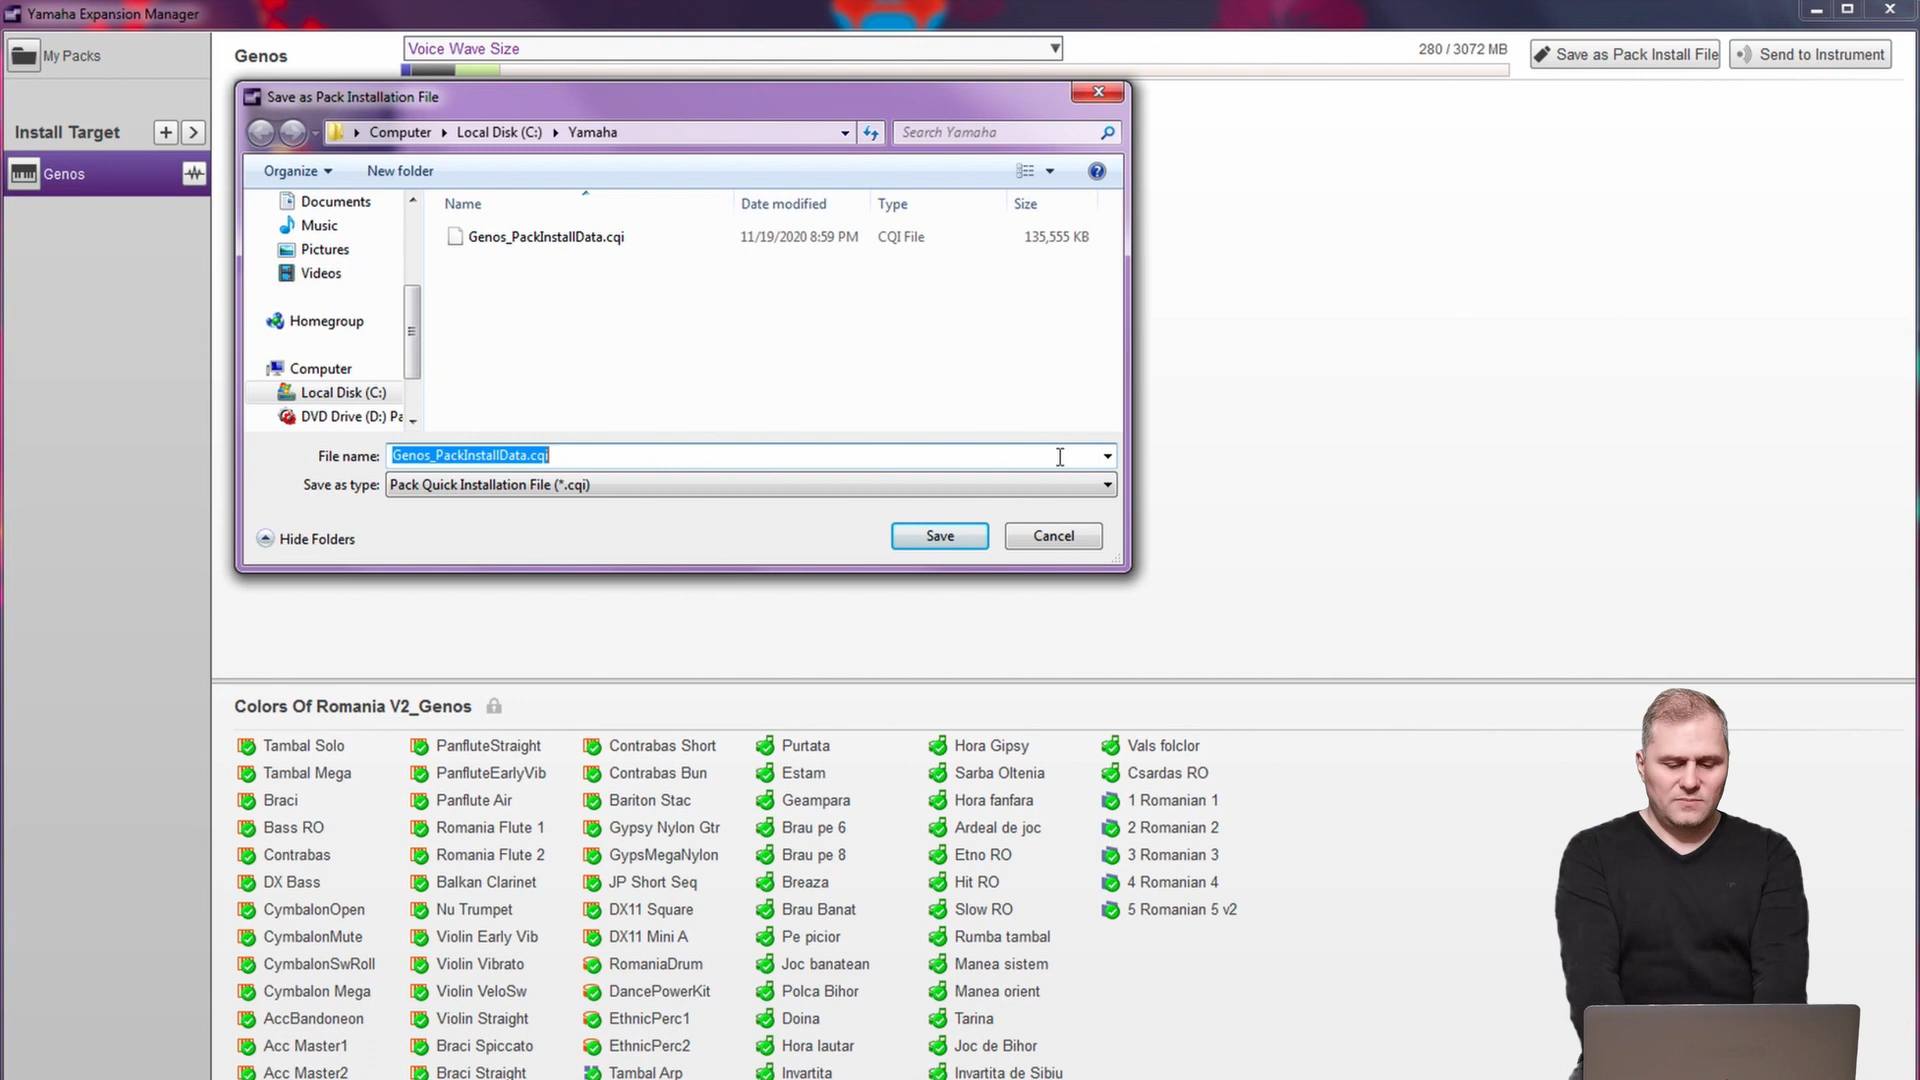 Yamaha Expansion Manager
My Packs
Genos
Voice Wave Size
280 / 3072 MB
Save as Pack Install File
Send to Instrument
Install Target
Genos
Save as Pack Installation File
Computer
Local Disk (C:)
Yamaha
Search Yamaha
Organize
New folder
Documents
Music
Pictures
Videos
Homegroup
Computer
Local Disk (C:)
DVD Drive (D:) Pa
Name
Date modified
Type
Size
Genos_PackInstallData.cqi
11/19/2020 8:59 PM
CQI File
135,555 KB
File name:
Genos_PackInstallData.cqi
Save as type:
Pack Quick Installation File (*.cqi)
Hide Folders
Save
Cancel
Colors Of Romania V2_Genos
Tambal Solo
Tambal Mega
Braci
Bass RO
Contrabas
DX Bass
CymbalonOpen
CymbalonMute
CymbalonSwRoll
Cymbalon Mega
AccBandoneon
Acc Master1
Acc Master2
PanfluteStraight
PanfluteEarlyVib
Panflute Air
Romania Flute 1
Romania Flute 2
Balkan Clarinet
Nu Trumpet
Violin Early Vib
Violin Vibrato
Violin VeloSw
Violin Straight
Braci Spiccato
Braci Straight
Contrabas Short
Contrabas Bun
Bariton Stac
Gypsy Nylon Gtr
GypsMegaNylon
JP Short Seq
DX11 Square
DX11 Mini A
RomaniaDrum
DancePowerKit
EthnicPerc1
EthnicPerc2
Tambal Arp
Purtata
Estam
Geampara
Brau pe 6
Brau pe 8
Breaza
Brau Banat
Pe picior
Joc banatean
Polca Bihor
Doina
Hora lautar
Invartita
Hora Gipsy
Sarba Oltenia
Hora fanfara
Ardeal de joc
Etno RO
Hit RO
Slow RO
Rumba tambal
Manea sistem
Manea orient
Tarina
Joc de Bihor
Invartita de Sibiu
Vals folclor
Csardas RO
1 Romanian 1
2 Romanian 2
3 Romanian 3
4 Romanian 4
5 Romanian 5 v2